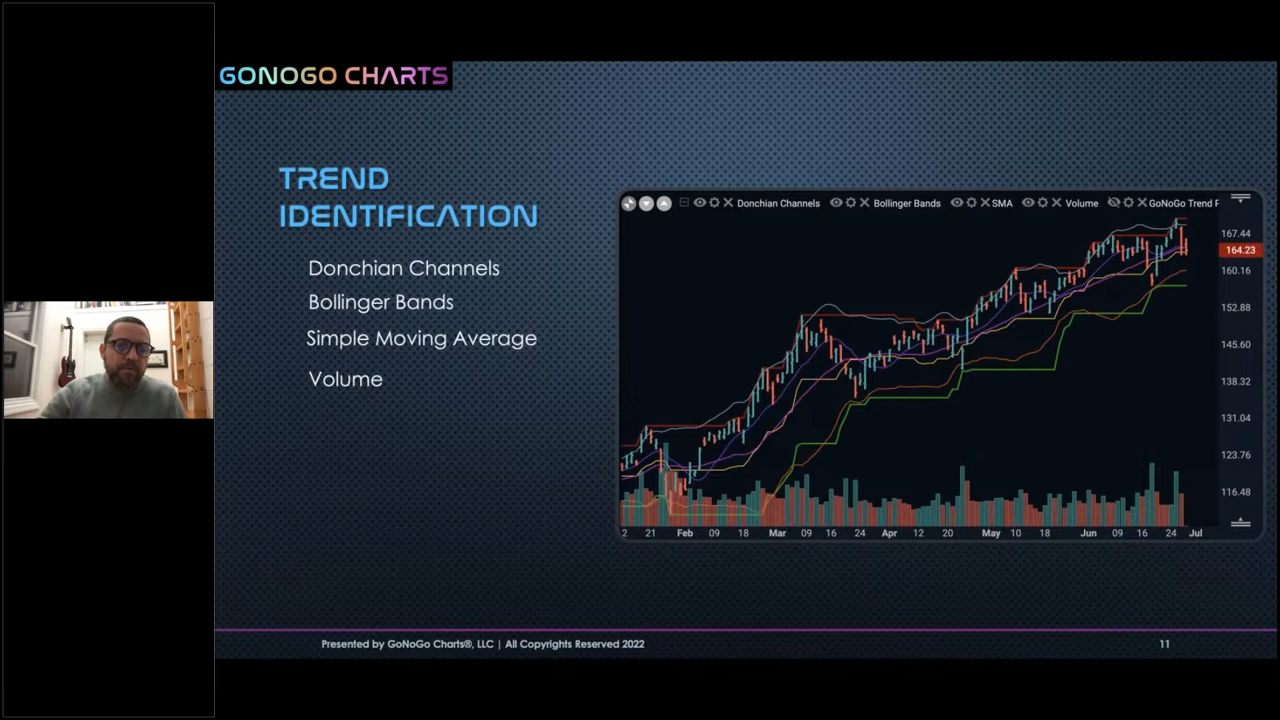 GONOGO CHARTS
TREND
IDENTIFICATION
Donchian Channels
Bollinger Bands
Simple Moving Average
Volume
Donchian Channels Bollinger Bands SMA Volume GoNoGo Trend
167.44
164.23
160.16
152.88
145.60
138.32
131.04
123.76
116.48
2 21 Feb 09 18 Mar 09 16 24 Apr 12 20 May 10 18 Jun 09 16 24 Jul
Presented by GoNoGo Charts®, LLC | All Copyrights Reserved 2022
11